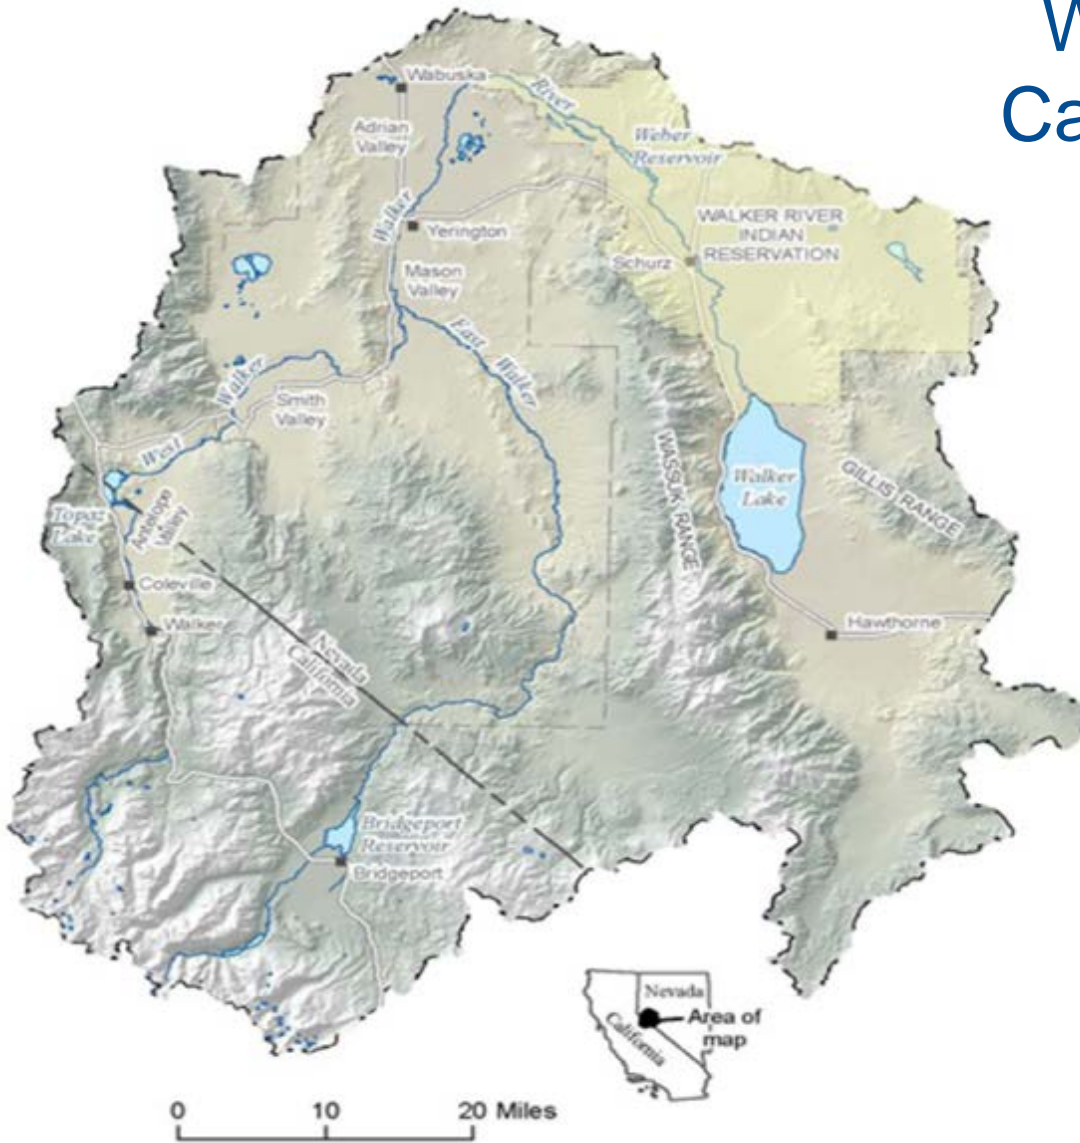 W
Ca
Wabuska
River
Adrian
Valley
Weber
Reservoir
Walker
Yerington
WALKER RIVER
INDIAN
RESERVATION
Schurz
Mason
Valley
East Walker
Walker
Smith
Valley
West
WASSUK RANGE
Walker
Lake
GILLIS RANGE
Topaz
Lake
Antelope
Valley
Coleville
Walker
Hawthorne
Nevada
California
Bridgeport
Reservoir
Bridgeport
Nevada
California
Area of
map
0 10 20 Miles